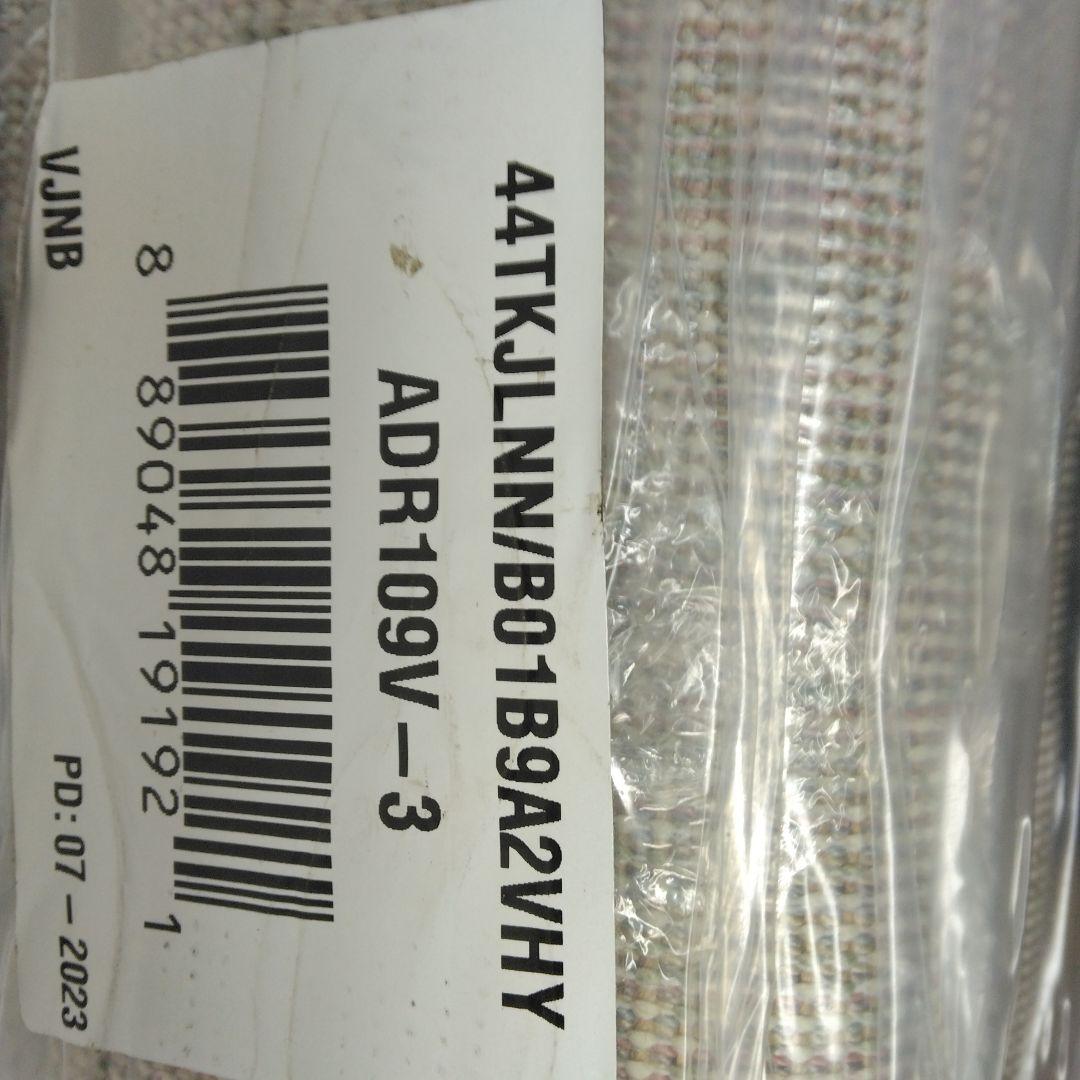 44TKJLNN/B01B9A2VHY
ADR109V-3
8 89048 19192 1
VJNB PD:07-2023